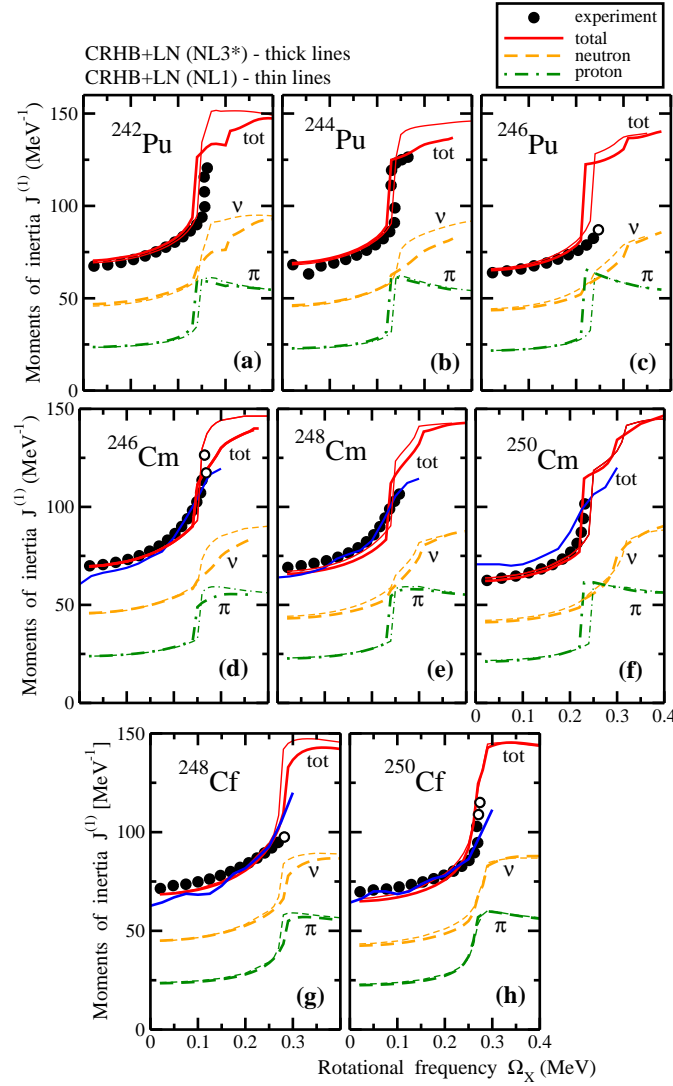 experiment
total
neutron
proton
CRHB+LN (NL3*) - thick lines
CRHB+LN (NL1) - thin lines
Moments of inertia J⁽¹⁾ (MeV⁻¹)
150
100
50
0
²⁴²Pu
tot
ν
π
(a)
²⁴⁴Pu
tot
ν
π
(b)
²⁴⁶Pu
tot
ν
π
(c)
Moments of inertia J⁽¹⁾ (MeV⁻¹)
150
100
50
0
²⁴⁶Cm
tot
ν
π
(d)
²⁴⁸Cm
tot
ν
π
(e)
²⁵⁰Cm
tot
ν
π
(f)
0 0.1 0.2 0.3 0.4
Moments of inertia J⁽¹⁾ [MeV⁻¹]
150
100
50
0
²⁴⁸Cf
tot
ν
π
(g)
²⁵⁰Cf
tot
ν
π
(h)
0 0.1 0.2 0.3 0 0.1 0.2 0.3 0.4
Rotational frequency Ωₓ (MeV)